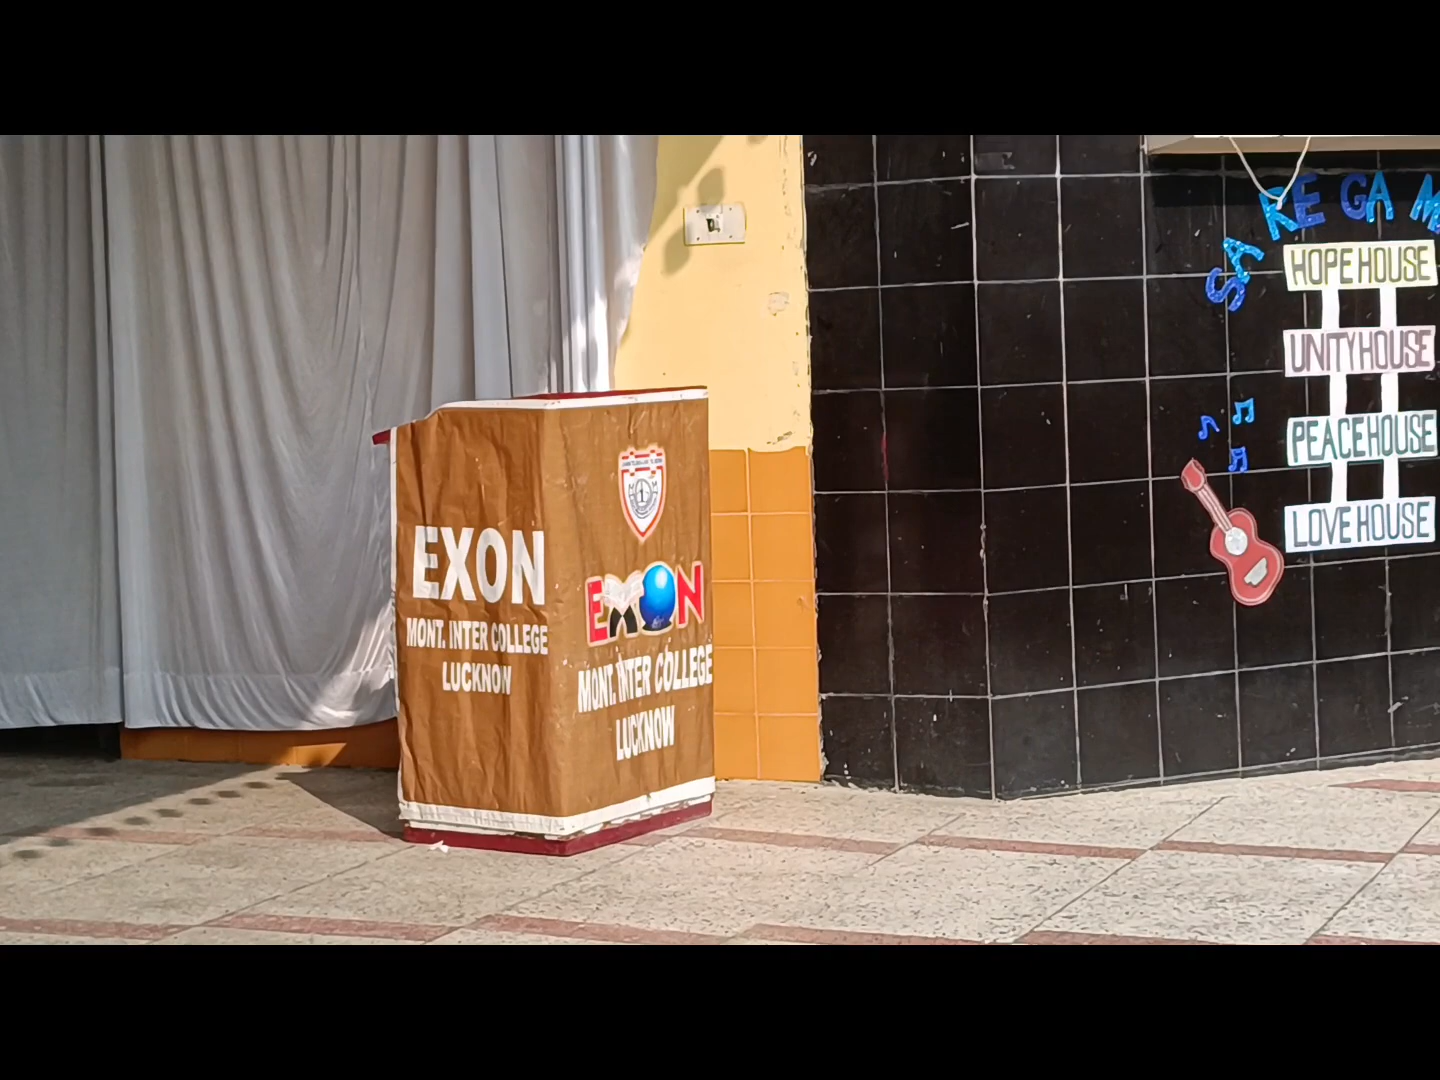 SA RE GA M
HOPE HOUSE
UNITY HOUSE
PEACE HOUSE
LOVE HOUSE
EXON
MONT. INTER COLLEGE
LUCKNOW
1
EXON
MONT. INTER COLLEGE
LUCKNOW